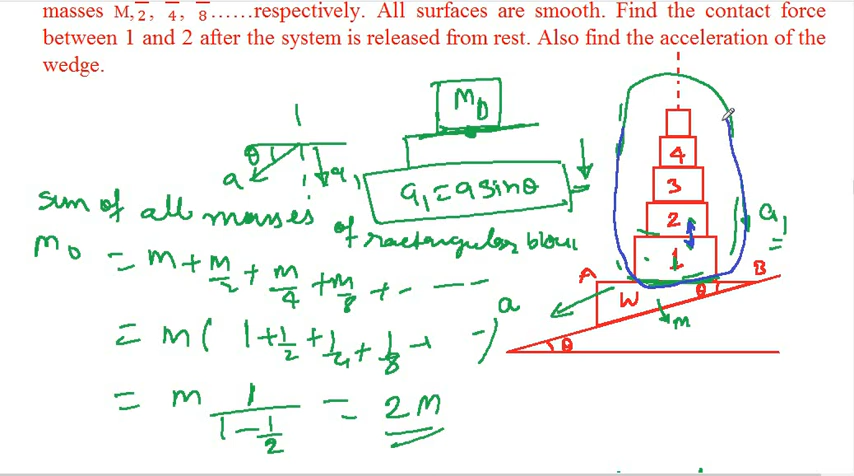 masses M, M/2, M/4, M/8......respectively. All surfaces are smooth. Find the contact force
between 1 and 2 after the system is released from rest. Also find the acceleration of the
wedge.
M0
θ
a
a1
a1 = a sinθ =
sum of all masses
of ractangular blou
M0 = M + M/2 + M/4 + M/8 + - - - -
= M ( 1 + 1/2 + 1/4 + 1/8 + -)
= M 1/(1 - 1/2) = 2M
4
3
2
1
a1 =
A
B
W
θ
M
a
θ